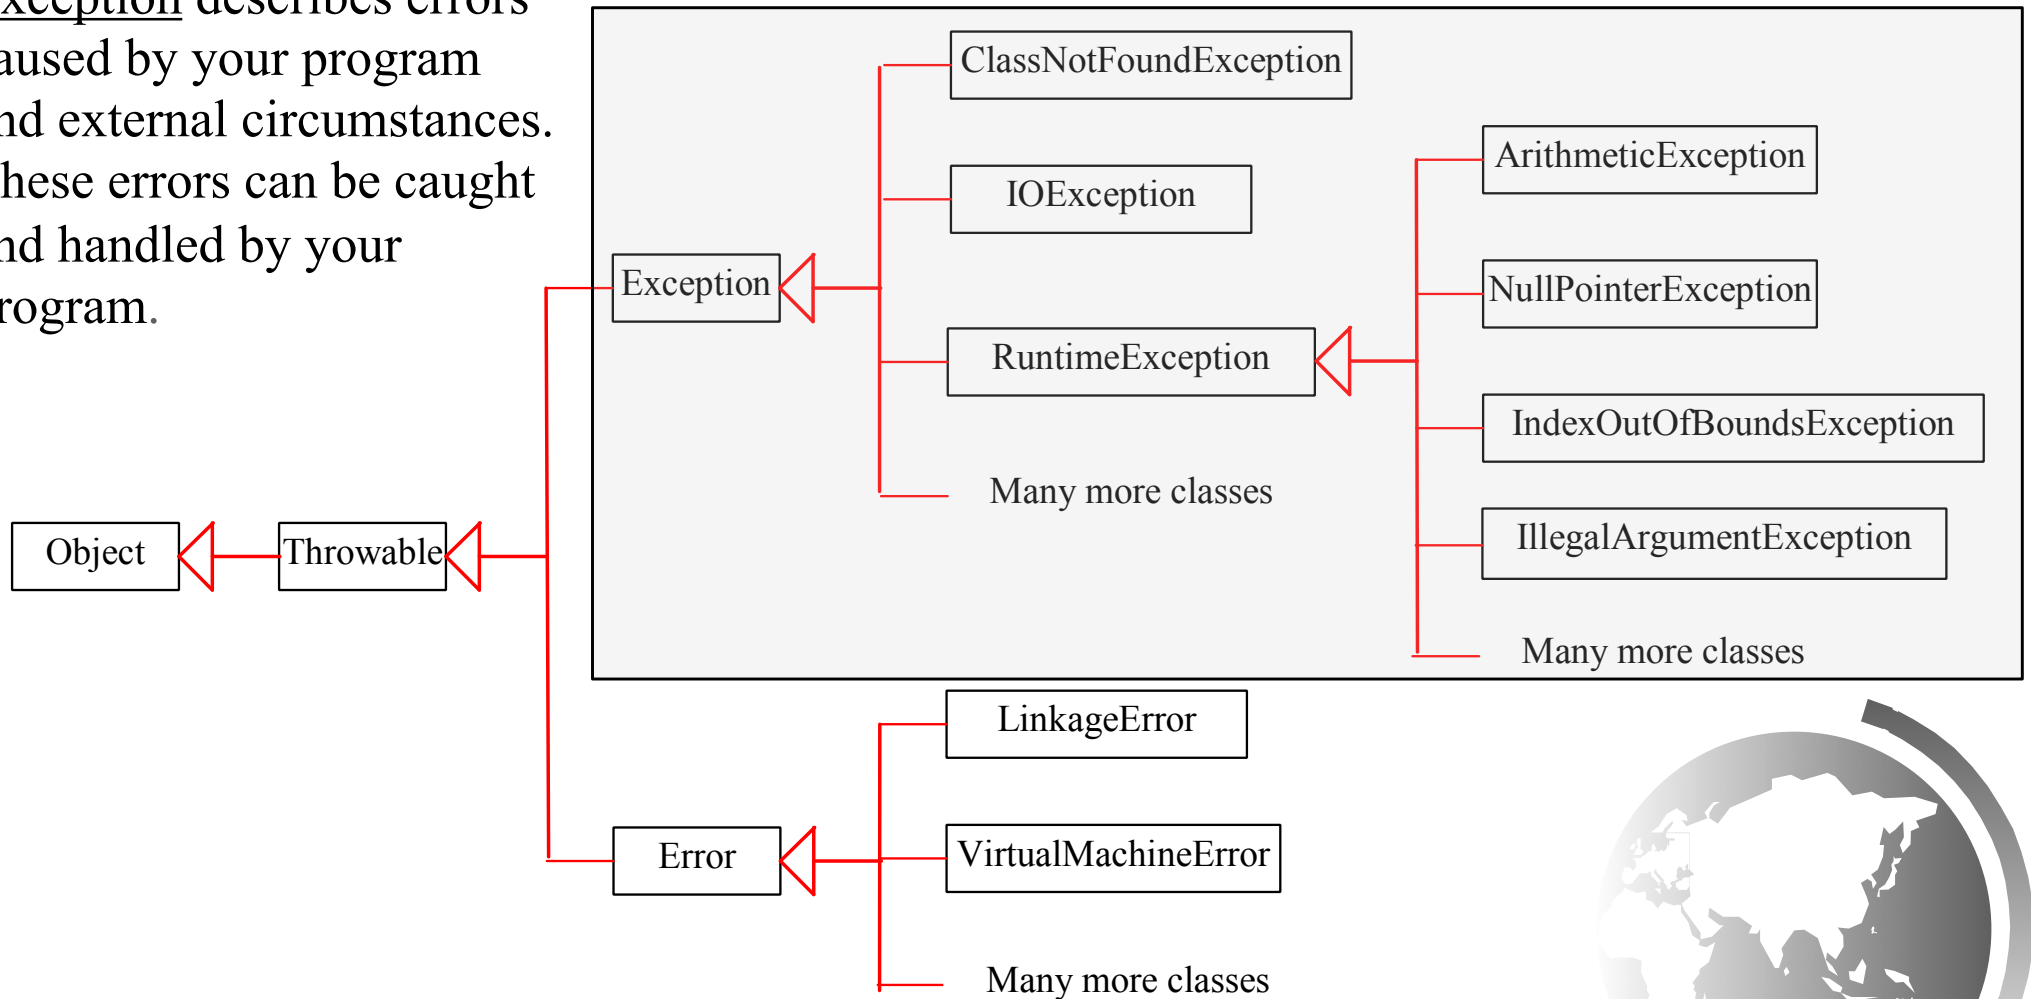 xception describes errors
aused by your program
nd external circumstances.
hese errors can be caught
nd handled by your
rogram.
ClassNotFoundException
IOException
Exception
RuntimeException
Many more classes
ArithmeticException
NullPointerException
IndexOutOfBoundsException
IllegalArgumentException
Many more classes
Object
Throwable
LinkageError
Error
VirtualMachineError
Many more classes